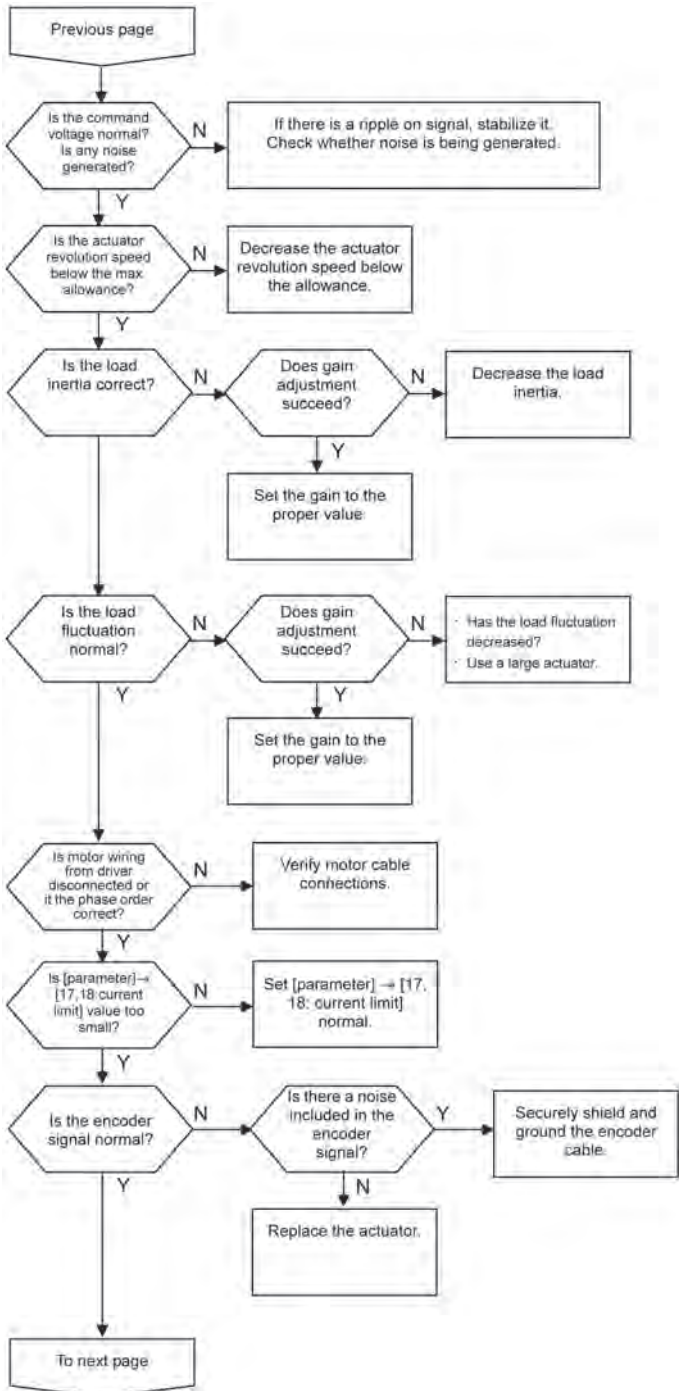 Previous page
Is the command
voltage normal?
Is any noise
generated?
N
If there is a ripple on signal, stabilize it.
Check whether noise is being generated.
Y
Is the actuator
revolution speed
below the max
allowance?
N
Decrease the actuator
revolution speed below
the allowance.
Y
Is the load
inertia correct?
N
Does gain
adjustment
succeed?
N
Decrease the load
inertia.
Y
Set the gain to the
proper value
Is the load
fluctuation
normal?
N
Does gain
adjustment
succeed?
N
· Has the load fluctuation
decreased?
· Use a large actuator.
Y
Y
Set the gain to the
proper value.
Is motor wiring
from driver
disconnected or
it the phase order
correct?
N
Verify motor cable
connections.
Y
Is [parameter]→
[17,18 current
limit] value too
small?
N
Set [parameter] → [17,
18: current limit]
normal.
Y
Is the encoder
signal normal?
N
Is there a noise
included in the
encoder
signal?
Y
Securely shield and
ground the encoder
cable.
Y
N
Replace the actuator.
To next page